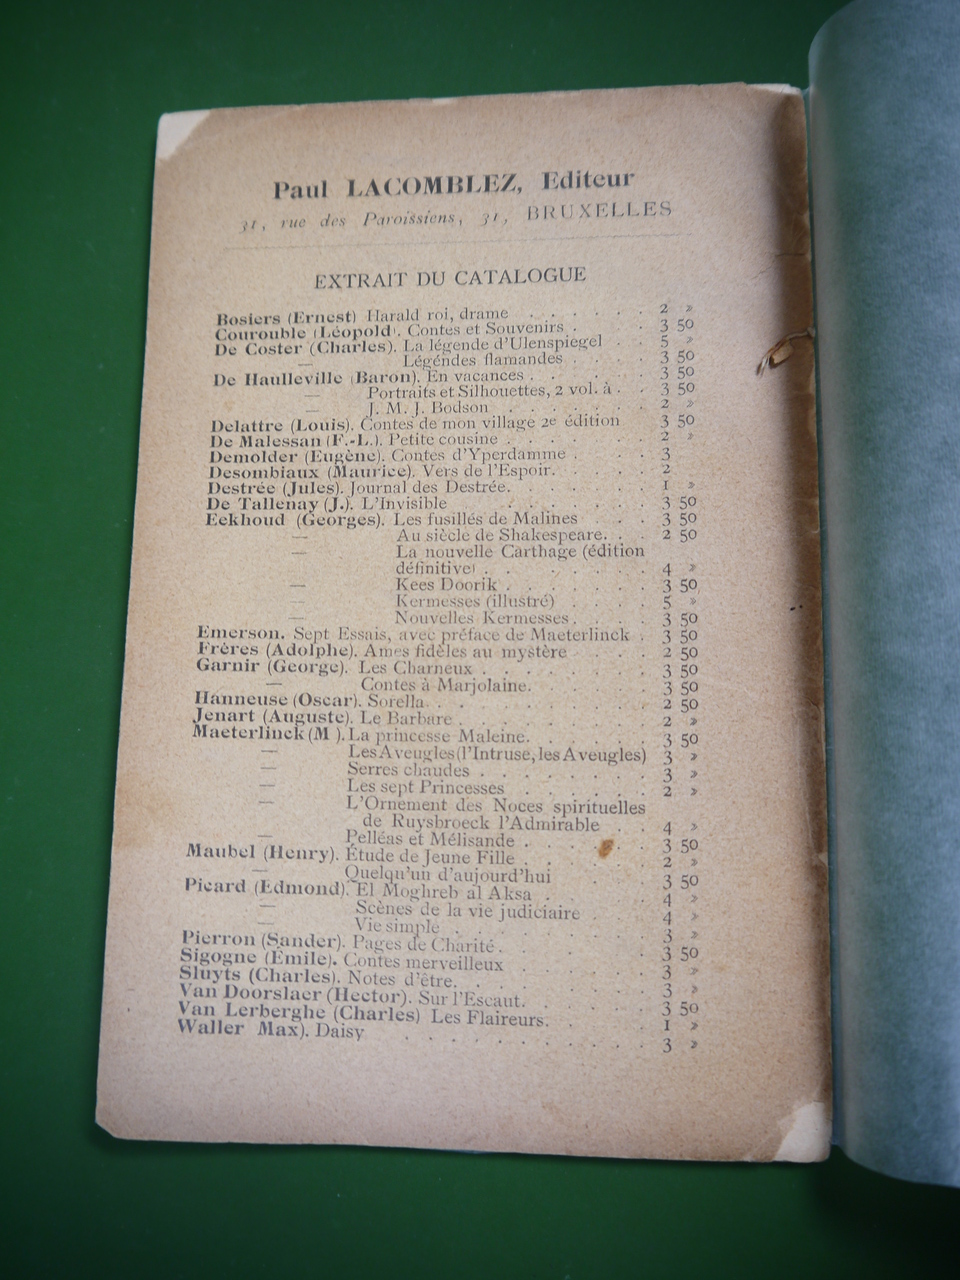 Paul LACOMBLEZ, Editeur
31, rue des Paroissiens, 31, BRUXELLES
EXTRAIT DU CATALOGUE
Bosiers (Ernest) Harald roi, drame . . . . . . 2 »
Courouble (Léopold). Contes et Souvenirs . . . 3 50
De Coster (Charles). La légende d'Ulenspiegel . . 5 »
— Légendes flamandes . . . . 3 50
De Haulleville (Baron). En vacances . . . . . 3 50
— Portraits et Silhouettes, 2 vol. à . . 3 50
— J. M. J. Bodson . . . . . . . 2 »
Delattre (Louis). Contes de mon village 2e édition 3 50
De Malessan (F.-L.). Petite cousine . . . . . . 2 »
Demolder (Eugène). Contes d'Yperdamme . . . . 3
Desombiaux (Maurice). Vers de l'Espoir. . . . . 2
Destrée (Jules). Journal des Destrée. . . . . . . 1 »
De Tallenay (J.). L'Invisible . . . . . . . 3 50
Eekhoud (Georges). Les fusillés de Malines . . . 3 50
— Au siècle de Shakespeare. . . 2 50
— La nouvelle Carthage (édition
définitive) . . . . . . . 4 »
— Kees Doorik . . . . . . . 3 50
— Kermesses (illustré) . . . . 5 »
— Nouvelles Kermesses . . . . 3 50
Emerson. Sept Essais, avec préface de Maeterlinck . 3 50
Frères (Adolphe). Ames fidèles au mystère . . . 2 50
Garnir (George). Les Charneux . . . . . . . 3 50
— Contes à Marjolaine. . . . . . 3 50
Hanneuse (Oscar). Sorella . . . . . . . . . 2 50
Jenart (Auguste). Le Barbare . . . . . . . . 2 »
Maeterlinck (M ). La princesse Maleine. . . . . . 3 50
— Les Aveugles (l'Intruse, les Aveugles) 3 »
— Serres chaudes . . . . . . . 3 »
— Les sept Princesses . . . . . . 2 »
— L'Ornement des Noces spirituelles
de Ruysbroeck l'Admirable . . 4 »
— Pelléas et Mélisande . . . . . 3 50
Maubel (Henry). Étude de Jeune Fille . . . . . 2 »
— Quelqu'un d'aujourd'hui . . . 3 50
Picard (Edmond). El Moghreb al Aksa . . . . . 4 »
— Scènes de la vie judiciaire . . . 4 »
— Vie simple . . . . . . . . 3 »
Pierron (Sander). Pages de Charité . . . . . . 3 50
Sigogne (Émile). Contes merveilleux . . . . . 3 »
Sluyts (Charles). Notes d'être. . . . . . . . 3 »
Van Doorslaer (Hector). Sur l'Escaut. . . . . . 3 50
Van Lerberghe (Charles) Les Flaireurs. . . . . 1 »
Waller Max). Daisy . . . . . . . . . . 3 »